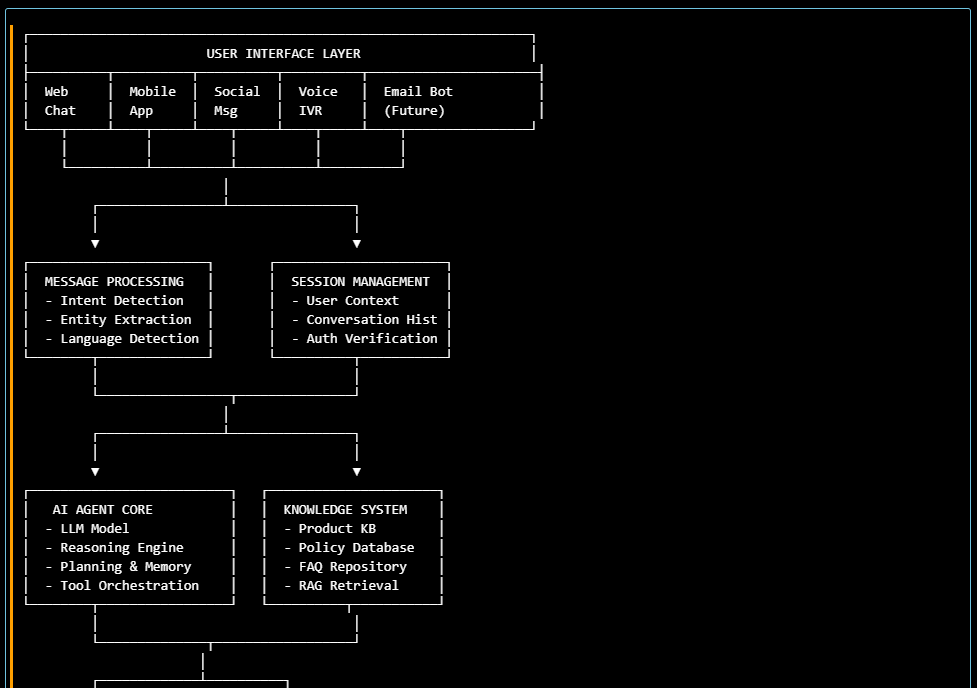 USER INTERFACE LAYER
Web Mobile Social Voice Email Bot
Chat App Msg IVR (Future)
MESSAGE PROCESSING SESSION MANAGEMENT
- Intent Detection - User Context
- Entity Extraction - Conversation Hist
- Language Detection - Auth Verification
AI AGENT CORE KNOWLEDGE SYSTEM
- LLM Model - Product KB
- Reasoning Engine - Policy Database
- Planning & Memory - FAQ Repository
- Tool Orchestration - RAG Retrieval